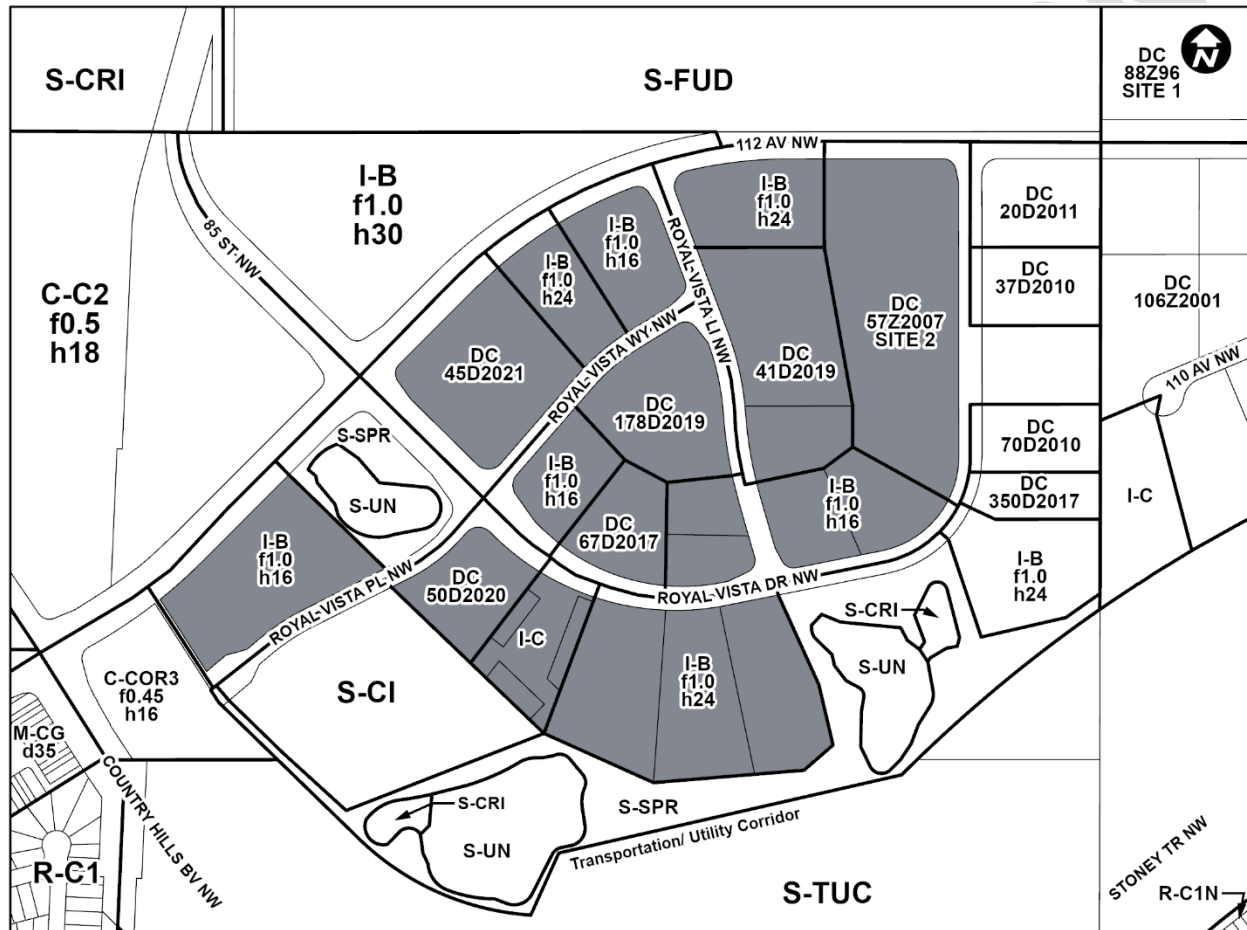 S-CRI
S-FUD
DC
88Z96
SITE 1
N
112 AV NW
I-B
f1.0
h30
85 ST NW
C-C2
f0.5
h18
I-B
f1.0
h24
I-B
f1.0
h16
I-B
f1.0
h24
ROYAL VISTA LI NW
DC
20D2011
DC
37D2010
DC
106Z2001
DC
57Z2007
SITE 2
DC
45D2021
ROYAL VISTA WY NW
DC
41D2019
110 AV NW
DC
178D2019
S-SPR
S-UN
I-B
f1.0
h16
DC
70D2010
DC
350D2017
I-C
I-B
f1.0
h16
DC
67D2017
I-B
f1.0
h16
ROYAL VISTA PL NW
DC
50D2020
ROYAL VISTA DR NW
I-B
f1.0
h24
S-CRI
I-C
S-UN
I-B
f1.0
h24
S-CI
C-COR3
f0.45
h16
M-CG
d35
COUNTRY HILLS BV NW
S-CRI
S-SPR
S-UN
Transportation/ Utility Corridor
R-C1
S-TUC
STONEY TR NW
R-C1N